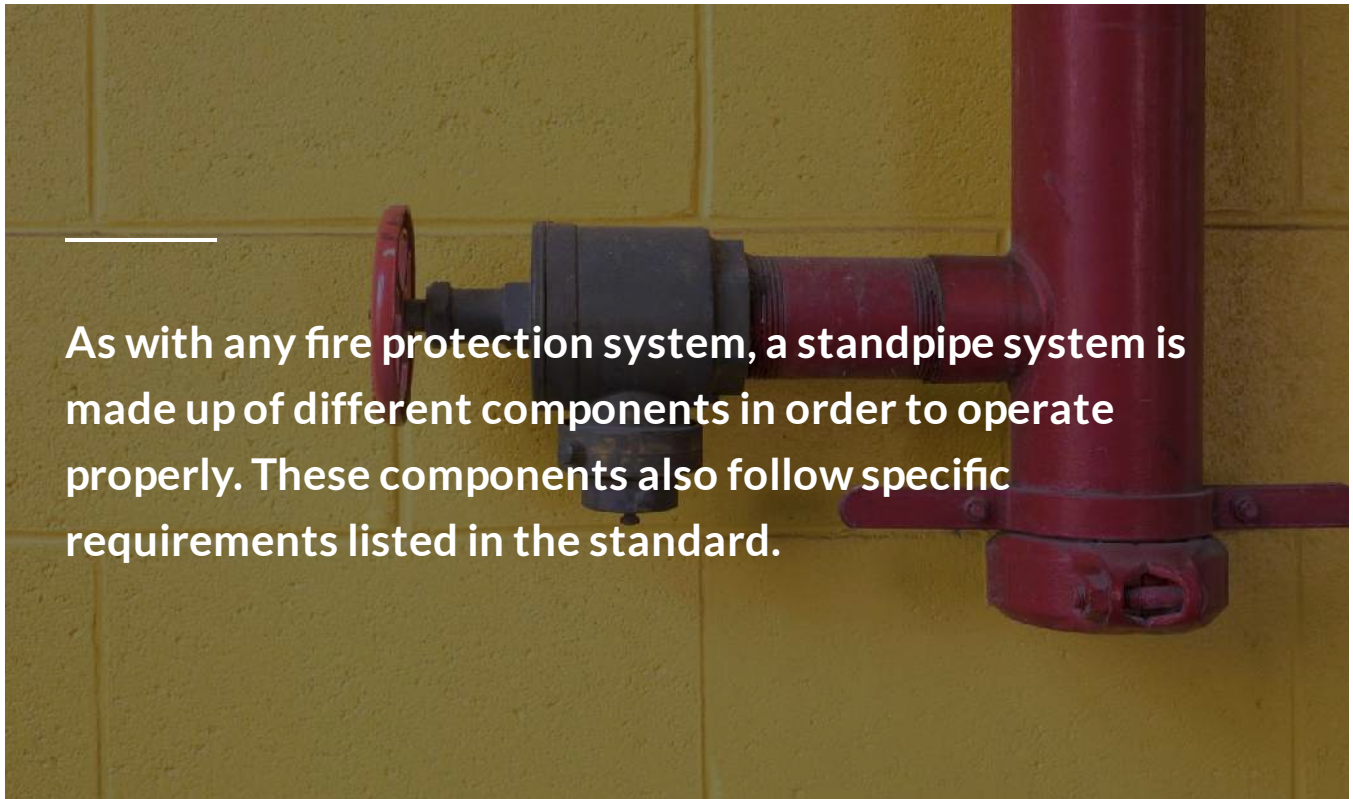 As with any fire protection system, a standpipe system is
made up of different components in order to operate
properly. These components also follow specific
requirements listed in the standard.